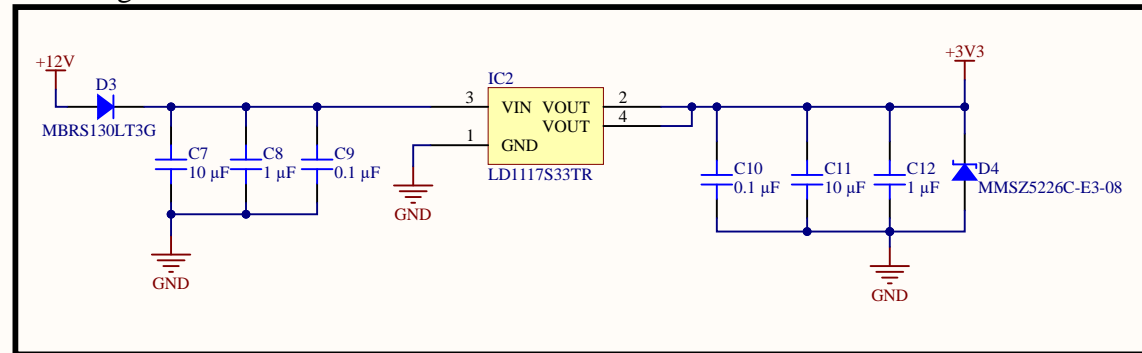 +12V
D3
MBRS130LT3G
C7
10 µF
C8
1 µF
C9
0.1 µF
GND
GND
IC2
3
1
VIN VOUT
VOUT
GND
2
4
LD1117S33TR
C10
0.1 µF
C11
10 µF
C12
1 µF
+3V3
D4
MMSZ5226C-E3-08
GND